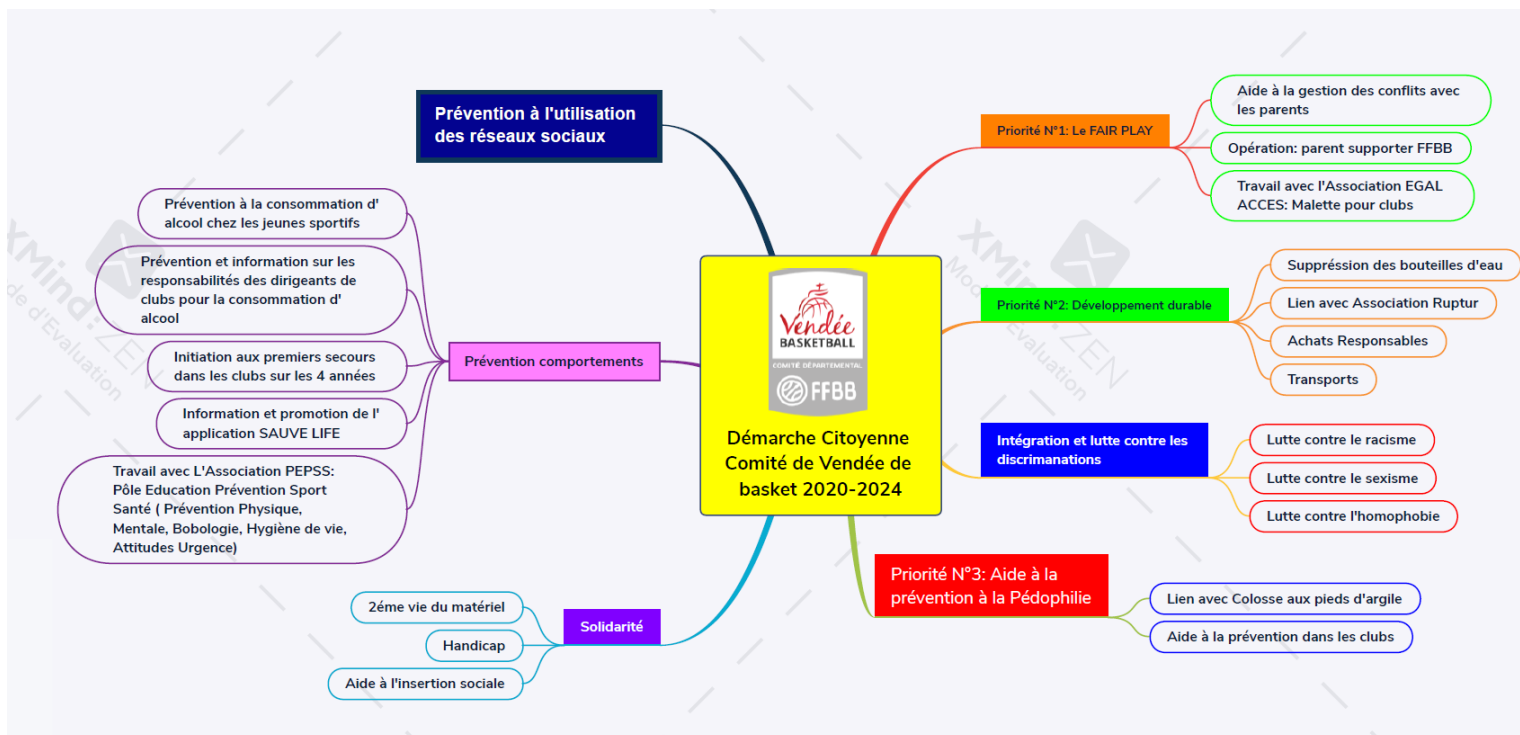 Prévention à l'utilisation
des réseaux sociaux
Prévention à la consommation d'
alcool chez les jeunes sportifs
Prévention et information sur les
responsabilités des dirigeants de
clubs pour la consommation d'
alcool
Initiation aux premiers secours
dans les clubs sur les 4 années
Information et promotion de l'
application SAUVE LIFE
Travail avec L'Association PEPSS:
Pôle Education Prévention Sport
Santé ( Prévention Physique,
Mentale, Bobologie, Hygiène de vie,
Attitudes Urgence)
Prévention comportements
2éme vie du matériel
Handicap
Aide à l'insertion sociale
Solidarité
Vendée
BASKETBALL
COMITÉ DÉPARTEMENTAL
FFBB
Démarche Citoyenne
Comité de Vendée de
basket 2020-2024
Priorité N°1: Le FAIR PLAY
Aide à la gestion des conflits avec
les parents
Opération: parent supporter FFBB
Travail avec l'Association EGAL
ACCES: Malette pour clubs
Priorité N°2: Développement durable
Suppréssion des bouteilles d'eau
Lien avec Association Ruptur
Achats Responsables
Transports
Intégration et lutte contre les
discrimanations
Lutte contre le racisme
Lutte contre le sexisme
Lutte contre l'homophobie
Priorité N°3: Aide à la
prévention à la Pédophilie
Lien avec Colosse aux pieds d'argile
Aide à la prévention dans les clubs
XMind:ZEN
de d'Évaluation
XMind:ZEN
Évaluation